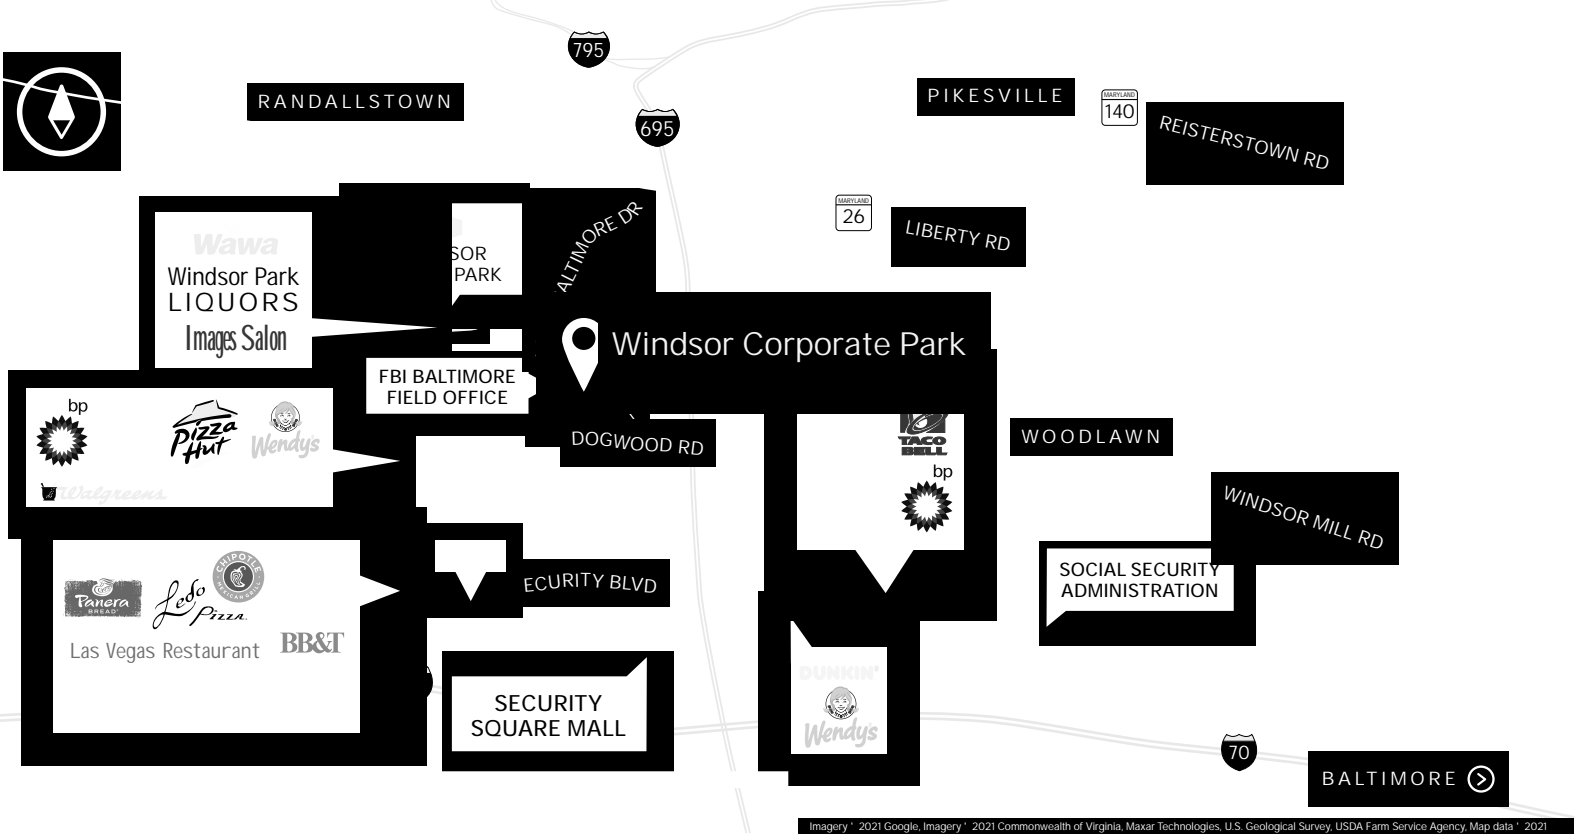 795
RANDALLSTOWN
PIKESVILLE
MARYLAND
140
REISTERSTOWN RD
695
MARYLAND
26
LIBERTY RD
ALTIMORE DR
Wawa
Windsor Park
LIQUORS
Images Salon
SOR
PARK
Windsor Corporate Park
FBI BALTIMORE
FIELD OFFICE
bp
Pizza
Hut
Wendy's
Walgreens
DOGWOOD RD
TACO
BELL
bp
WOODLAWN
WINDSOR MILL RD
SOCIAL SECURITY
ADMINISTRATION
CHIPOTLE
MEXICAN GRILL
Panera
BREAD
Ledo
Pizza
Las Vegas Restaurant
BB&T
ECURITY BLVD
SECURITY
SQUARE MALL
DUNKIN'
Wendy's
70
BALTIMORE
Imagery ' 2021 Google, Imagery ' 2021 Commonwealth of Virginia, Maxar Technologies, U.S. Geological Survey, USDA Farm Service Agency, Map data ' 2021